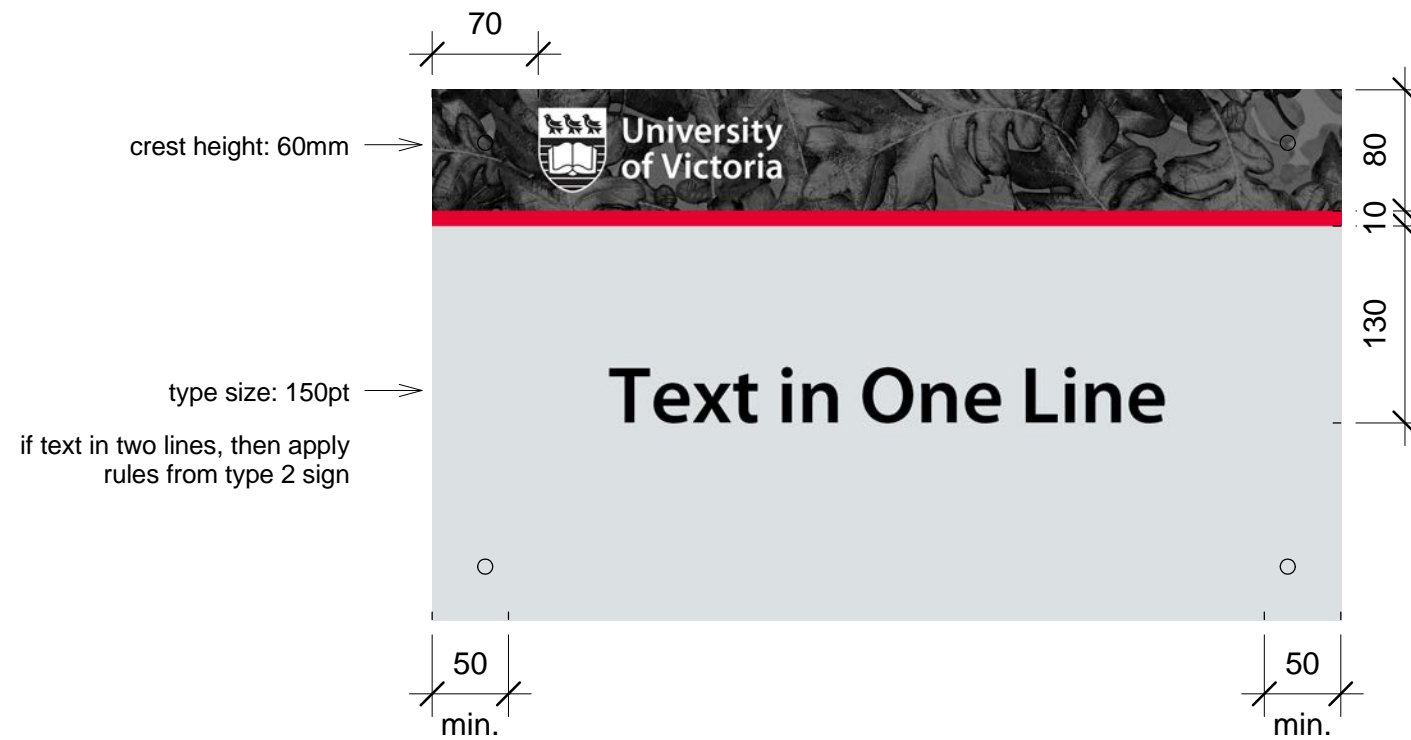 70
crest height: 60mm
University
of Victoria
80
10
130
type size: 150pt
Text in One Line
if text in two lines, then apply
rules from type 2 sign
50
min.
50
min.